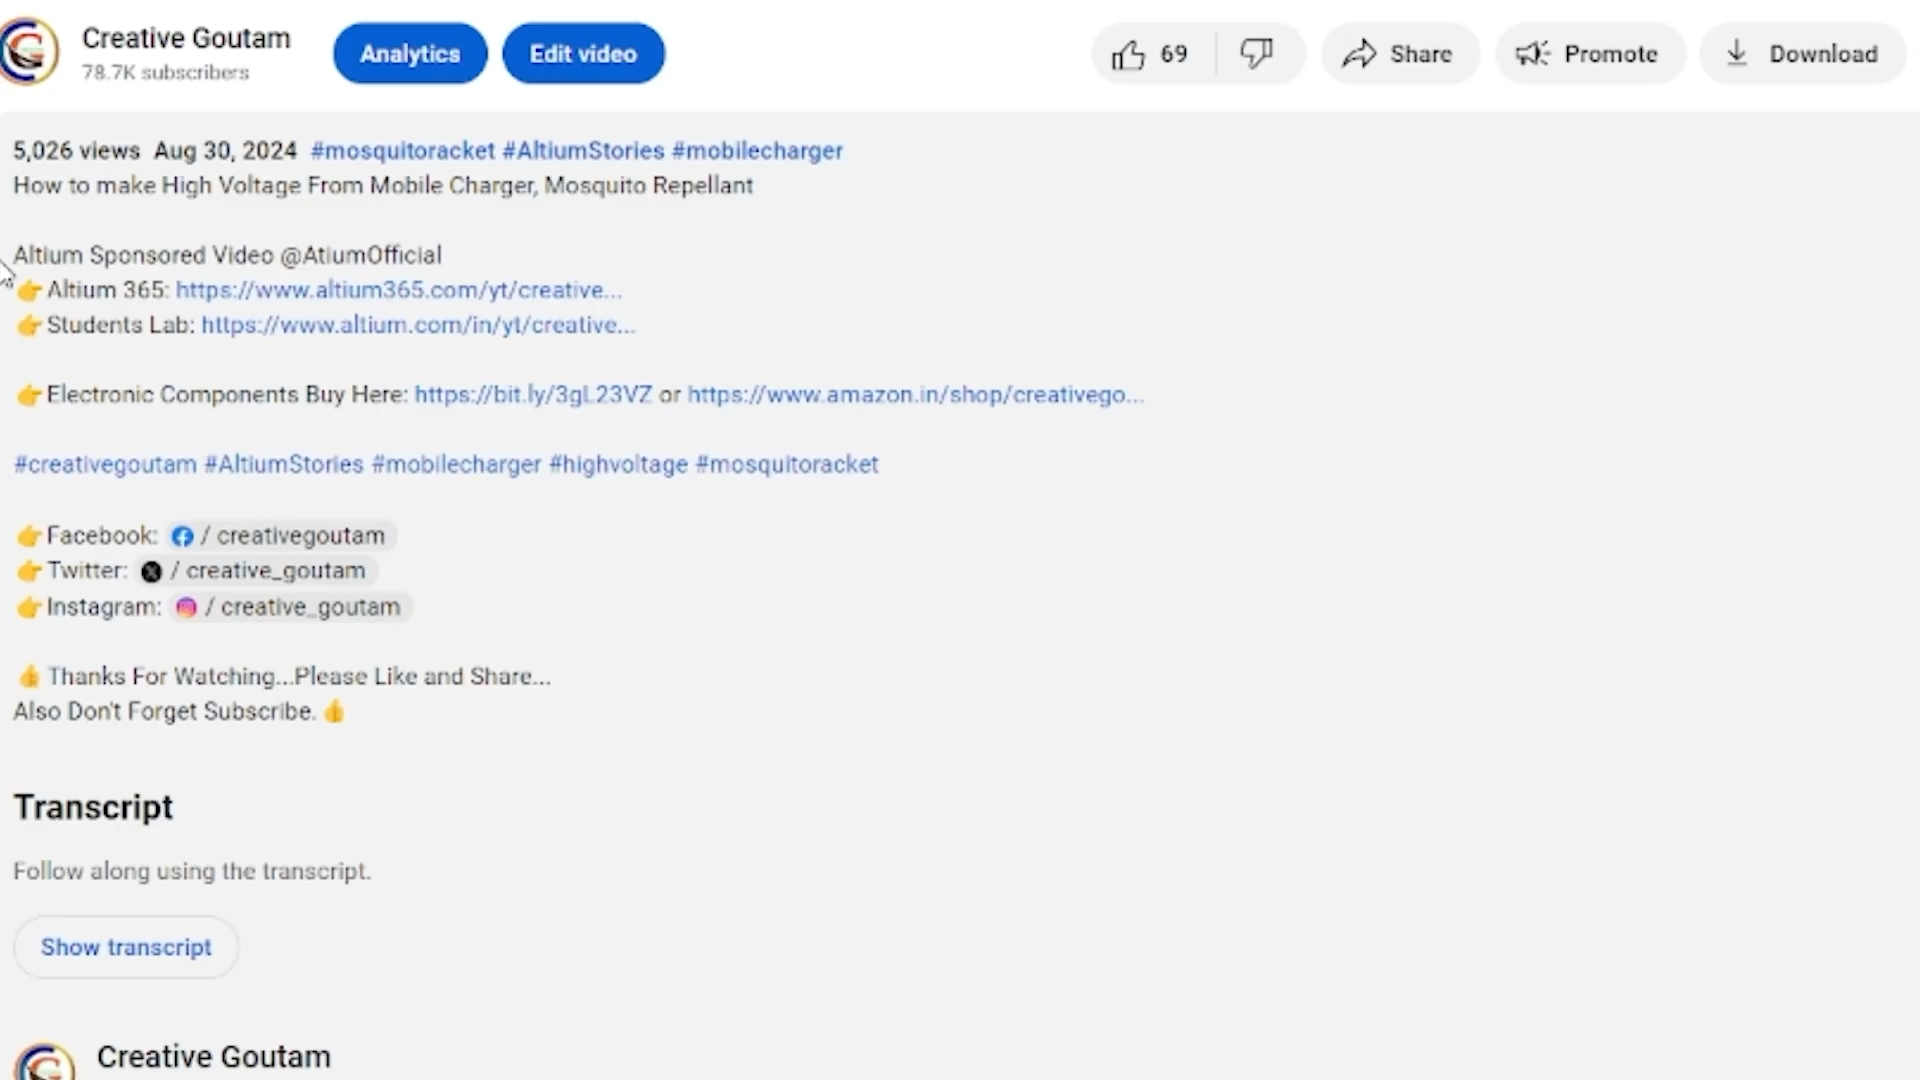 Creative Goutam
78.7K subscribers
Analytics
Edit video
69
Share
Promote
Download
5,026 views Aug 30, 2024 #mosquitoracket #AltiumStories #mobilecharger
How to make High Voltage From Mobile Charger, Mosquito Repellant
Altium Sponsored Video @AtiumOfficial
👉Altium 365: https://www.altium365.com/yt/creative...
👉Students Lab: https://www.altium.com/in/yt/creative...
👉Electronic Components Buy Here: https://bit.ly/3gL23VZ or https://www.amazon.in/shop/creativego...
#creativegoutam #AltiumStories #mobilecharger #highvoltage #mosquitoracket
👉Facebook: / creativegoutam
👉Twitter: / creative_goutam
👉Instagram: / creative_goutam
👍Thanks For Watching...Please Like and Share...
Also Don't Forget Subscribe.👍
Transcript
Follow along using the transcript.
Show transcript
Creative Goutam